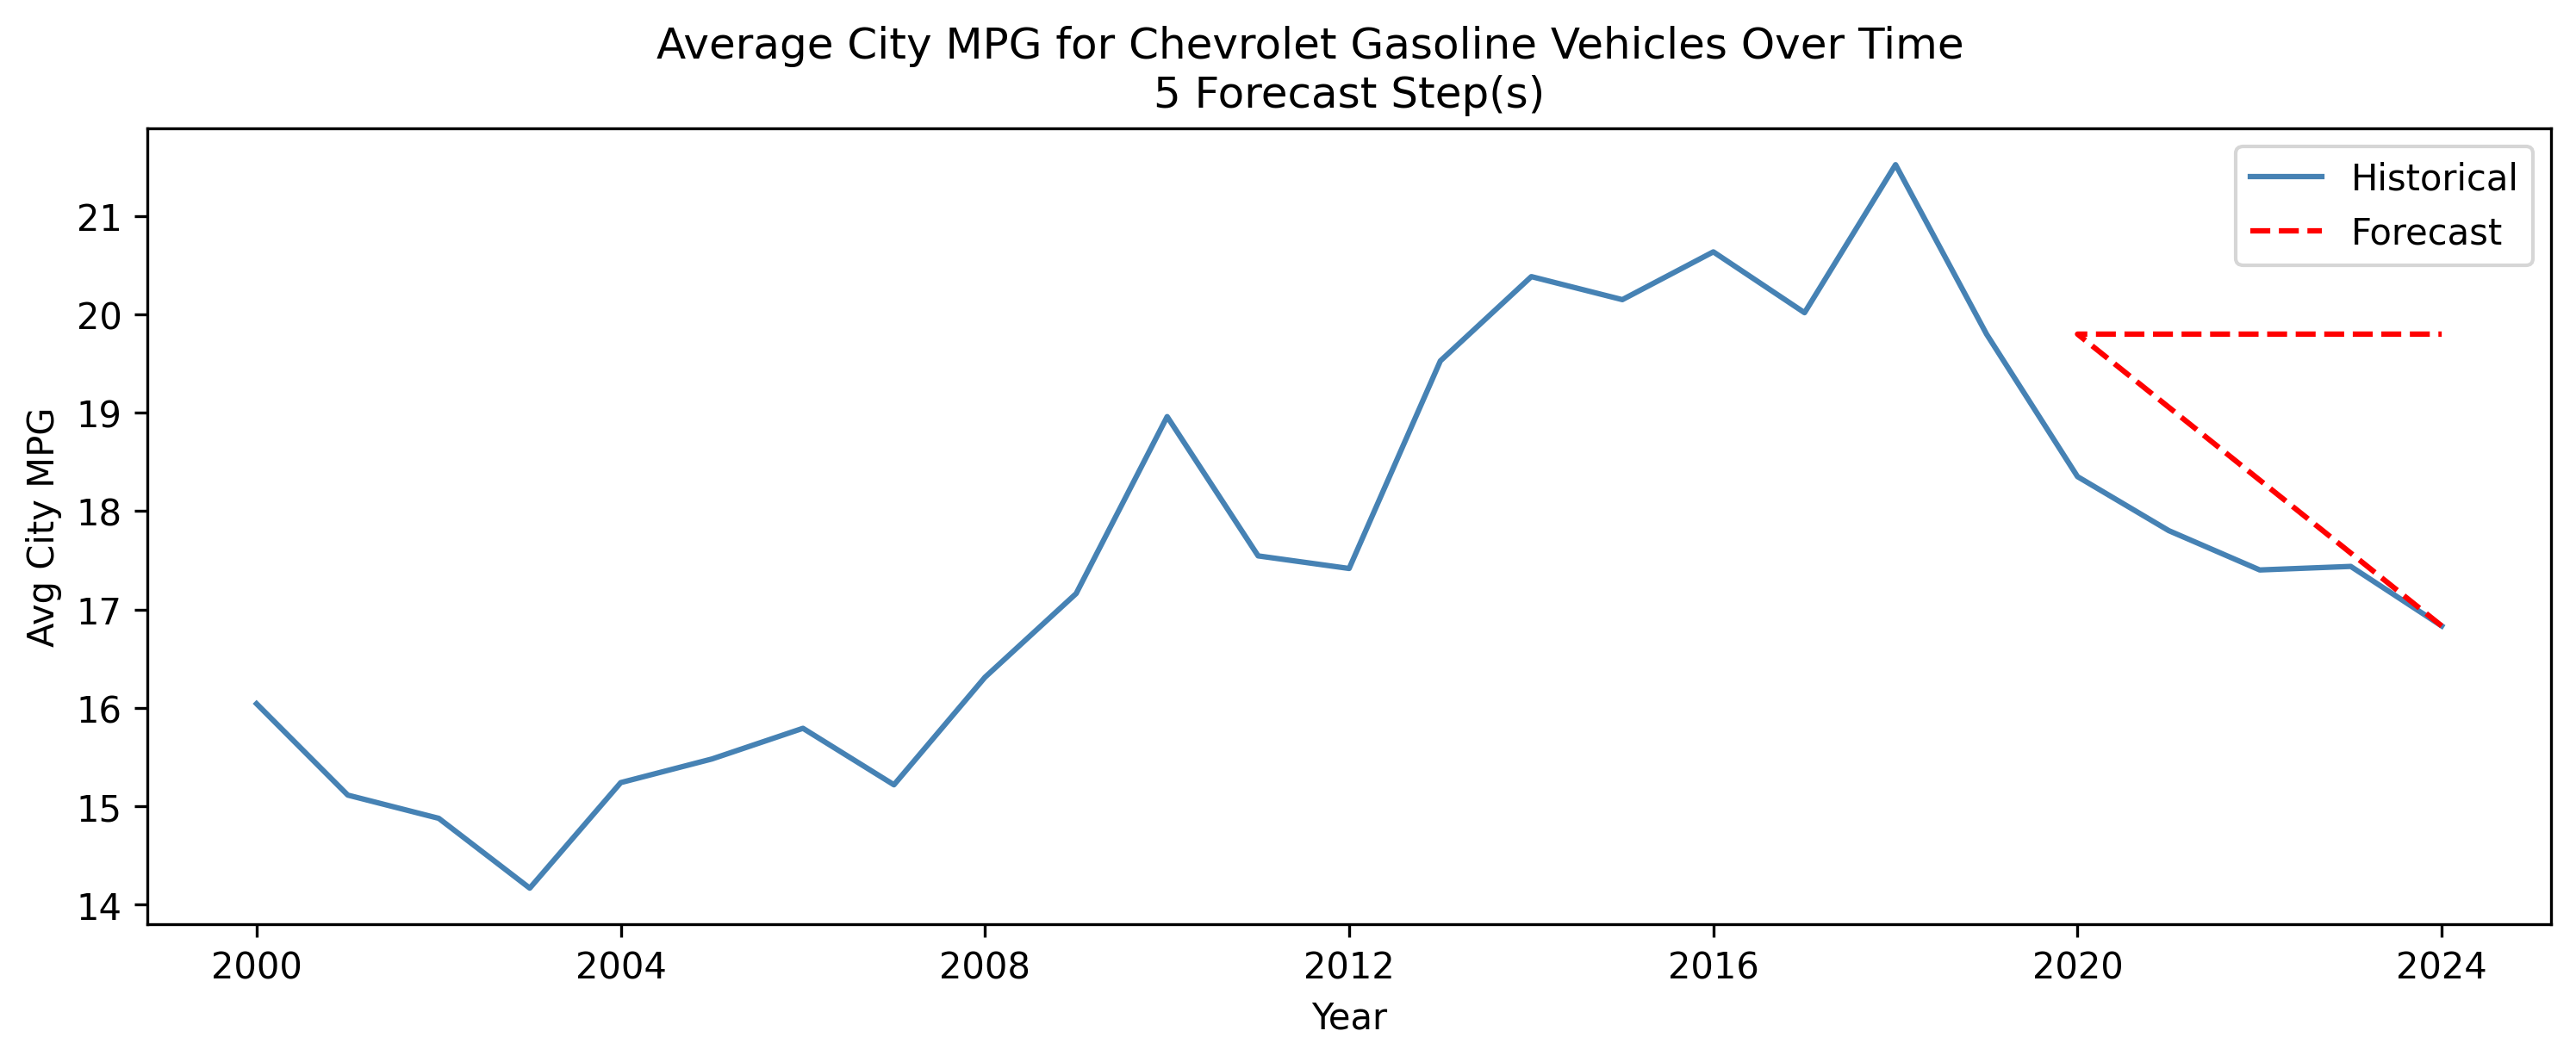 Average City MPG for Chevrolet Gasoline Vehicles Over Time
5 Forecast Step(s)
Historical
Forecast
Avg City MPG
21
20
19
18
17
16
15
14
2000
2004
2008
2012
2016
2020
2024
Year